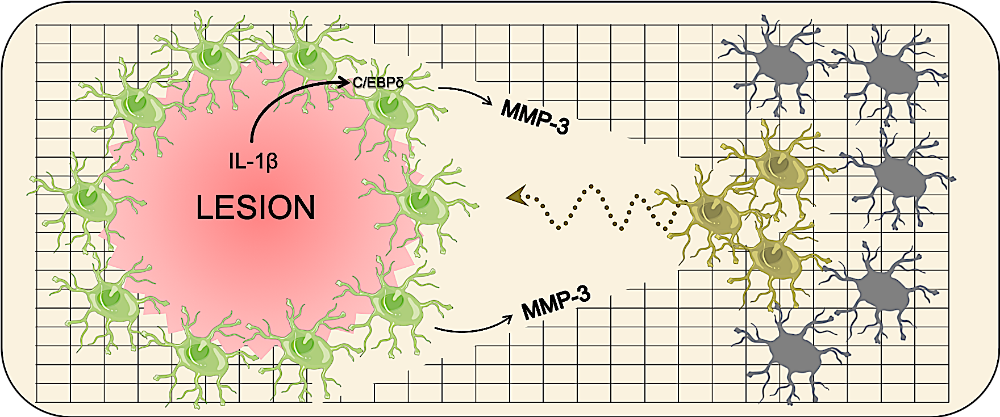 C/EBPδ
MMP-3
IL-1β
LESION
MMP-3